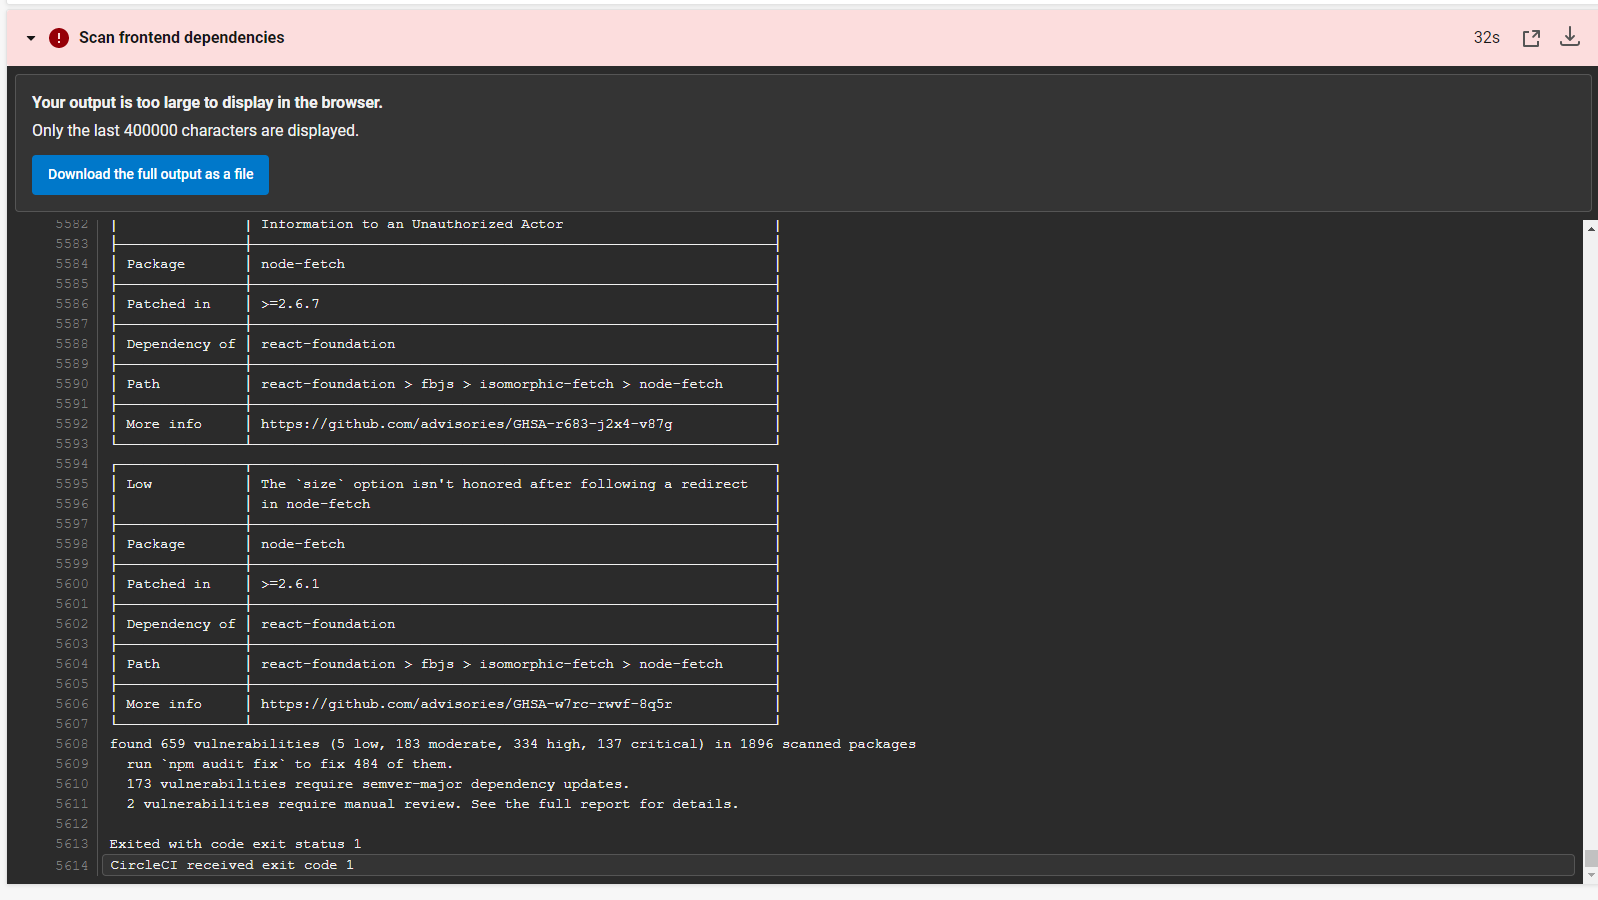 Scan frontend dependencies 32s
Your output is too large to display in the browser.
Only the last 400000 characters are displayed.
Download the full output as a file
5582 Information to an Unauthorized Actor
5583
5584 Package node-fetch
5585
5586 Patched in >=2.6.7
5587
5588 Dependency of react-foundation
5589
5590 Path react-foundation > fbjs > isomorphic-fetch > node-fetch
5591
5592 More info https://github.com/advisories/GHSA-r683-j2x4-v87g
5593
5594
5595 Low The `size` option isn't honored after following a redirect
5596 in node-fetch
5597
5598 Package node-fetch
5599
5600 Patched in >=2.6.1
5601
5602 Dependency of react-foundation
5603
5604 Path react-foundation > fbjs > isomorphic-fetch > node-fetch
5605
5606 More info https://github.com/advisories/GHSA-w7rc-rwvf-8q5r
5607
5608 found 659 vulnerabilities (5 low, 183 moderate, 334 high, 137 critical) in 1896 scanned packages
5609 run `npm audit fix` to fix 484 of them.
5610 173 vulnerabilities require semver-major dependency updates.
5611 2 vulnerabilities require manual review. See the full report for details.
5612
5613 Exited with code exit status 1
5614 CircleCI received exit code 1